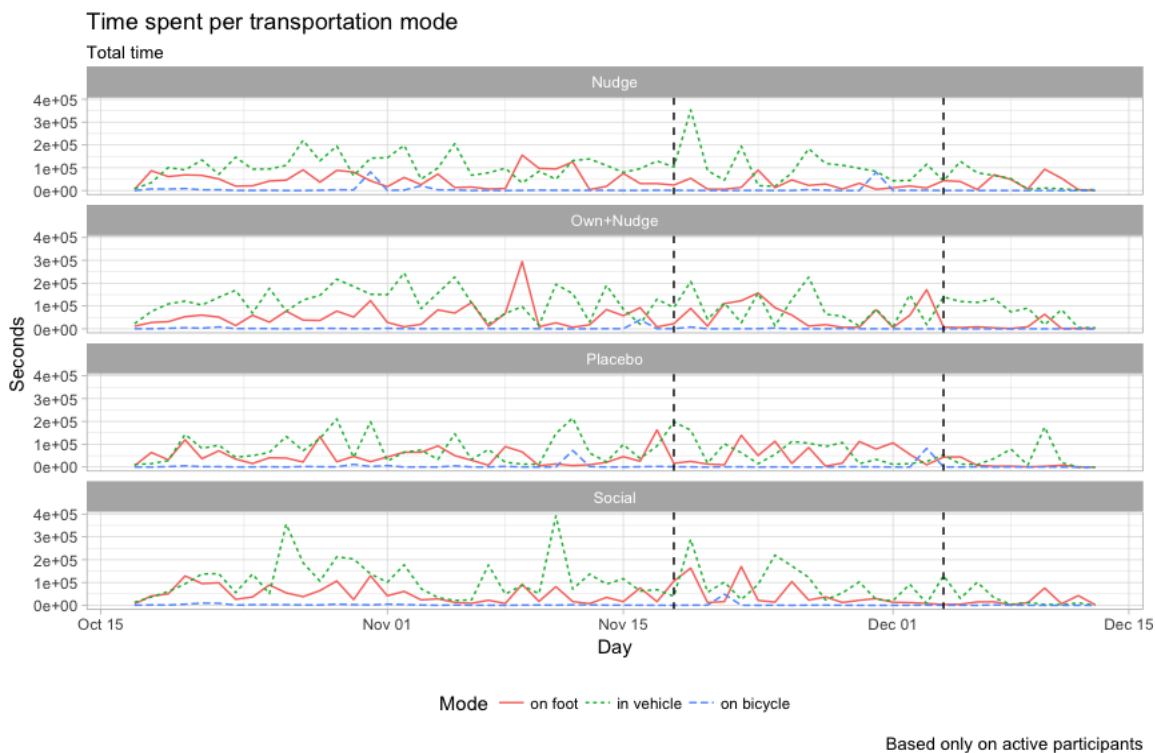 Time spent per transportation mode
Total time
Nudge
4e+05
3e+05
2e+05
1e+05
0e+00
Own+Nudge
4e+05
3e+05
2e+05
1e+05
0e+00
Placebo
4e+05
3e+05
2e+05
1e+05
0e+00
Social
4e+05
3e+05
2e+05
1e+05
0e+00
Seconds
Oct 15 Nov 01 Nov 15 Dec 01 Dec 15
Day
Mode on foot in vehicle on bicycle
Based only on active participants